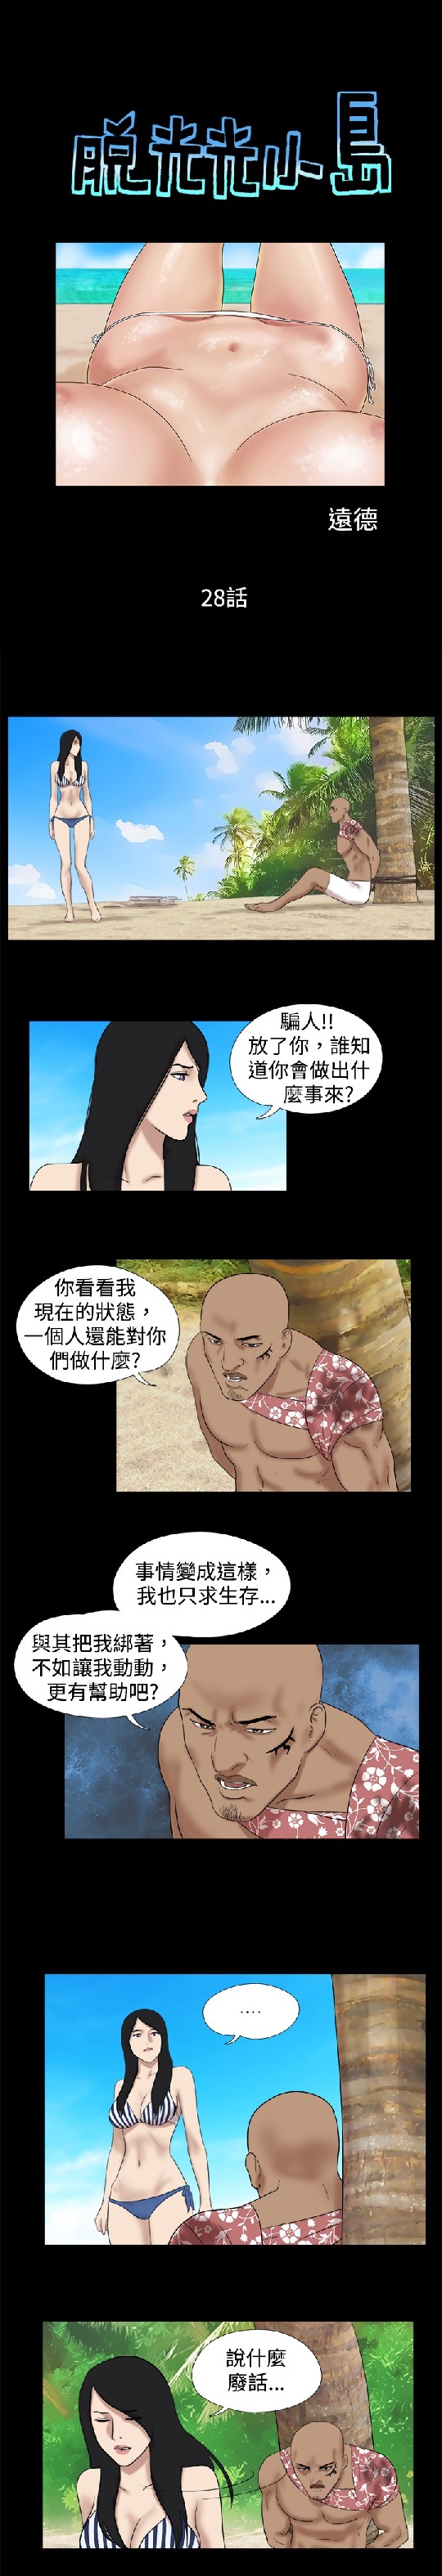 脱光光小島
遠德
28話
騙人!!
放了你，誰知
道你會做出什
麼事來?
你看看我
現在的狀態，
一個人還能對你
們做什麼?
事情變成這樣，
我也只求生存...
與其把我綁著，
不如讓我動動，
更有幫助吧?
....
說什麼
廢話...